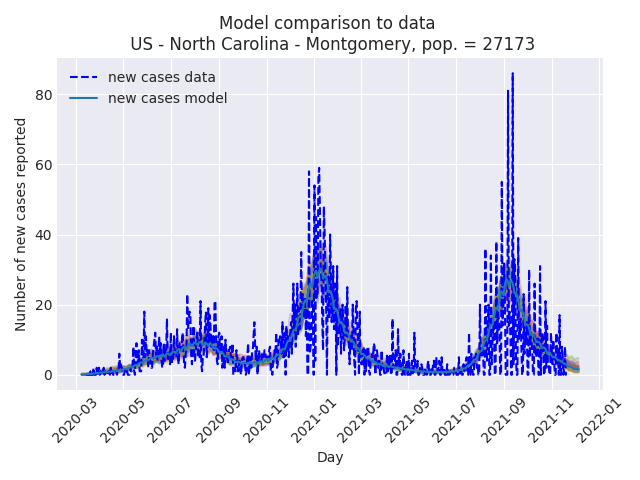 Model comparison to data
US - North Carolina - Montgomery, pop. = 27173
new cases data
new cases model
Number of new cases reported
80
60
40
20
0
2020-03
2020-05
2020-07
2020-09
2020-11
2021-01
2021-03
2021-05
2021-07
2021-09
2021-11
2022-01
Day